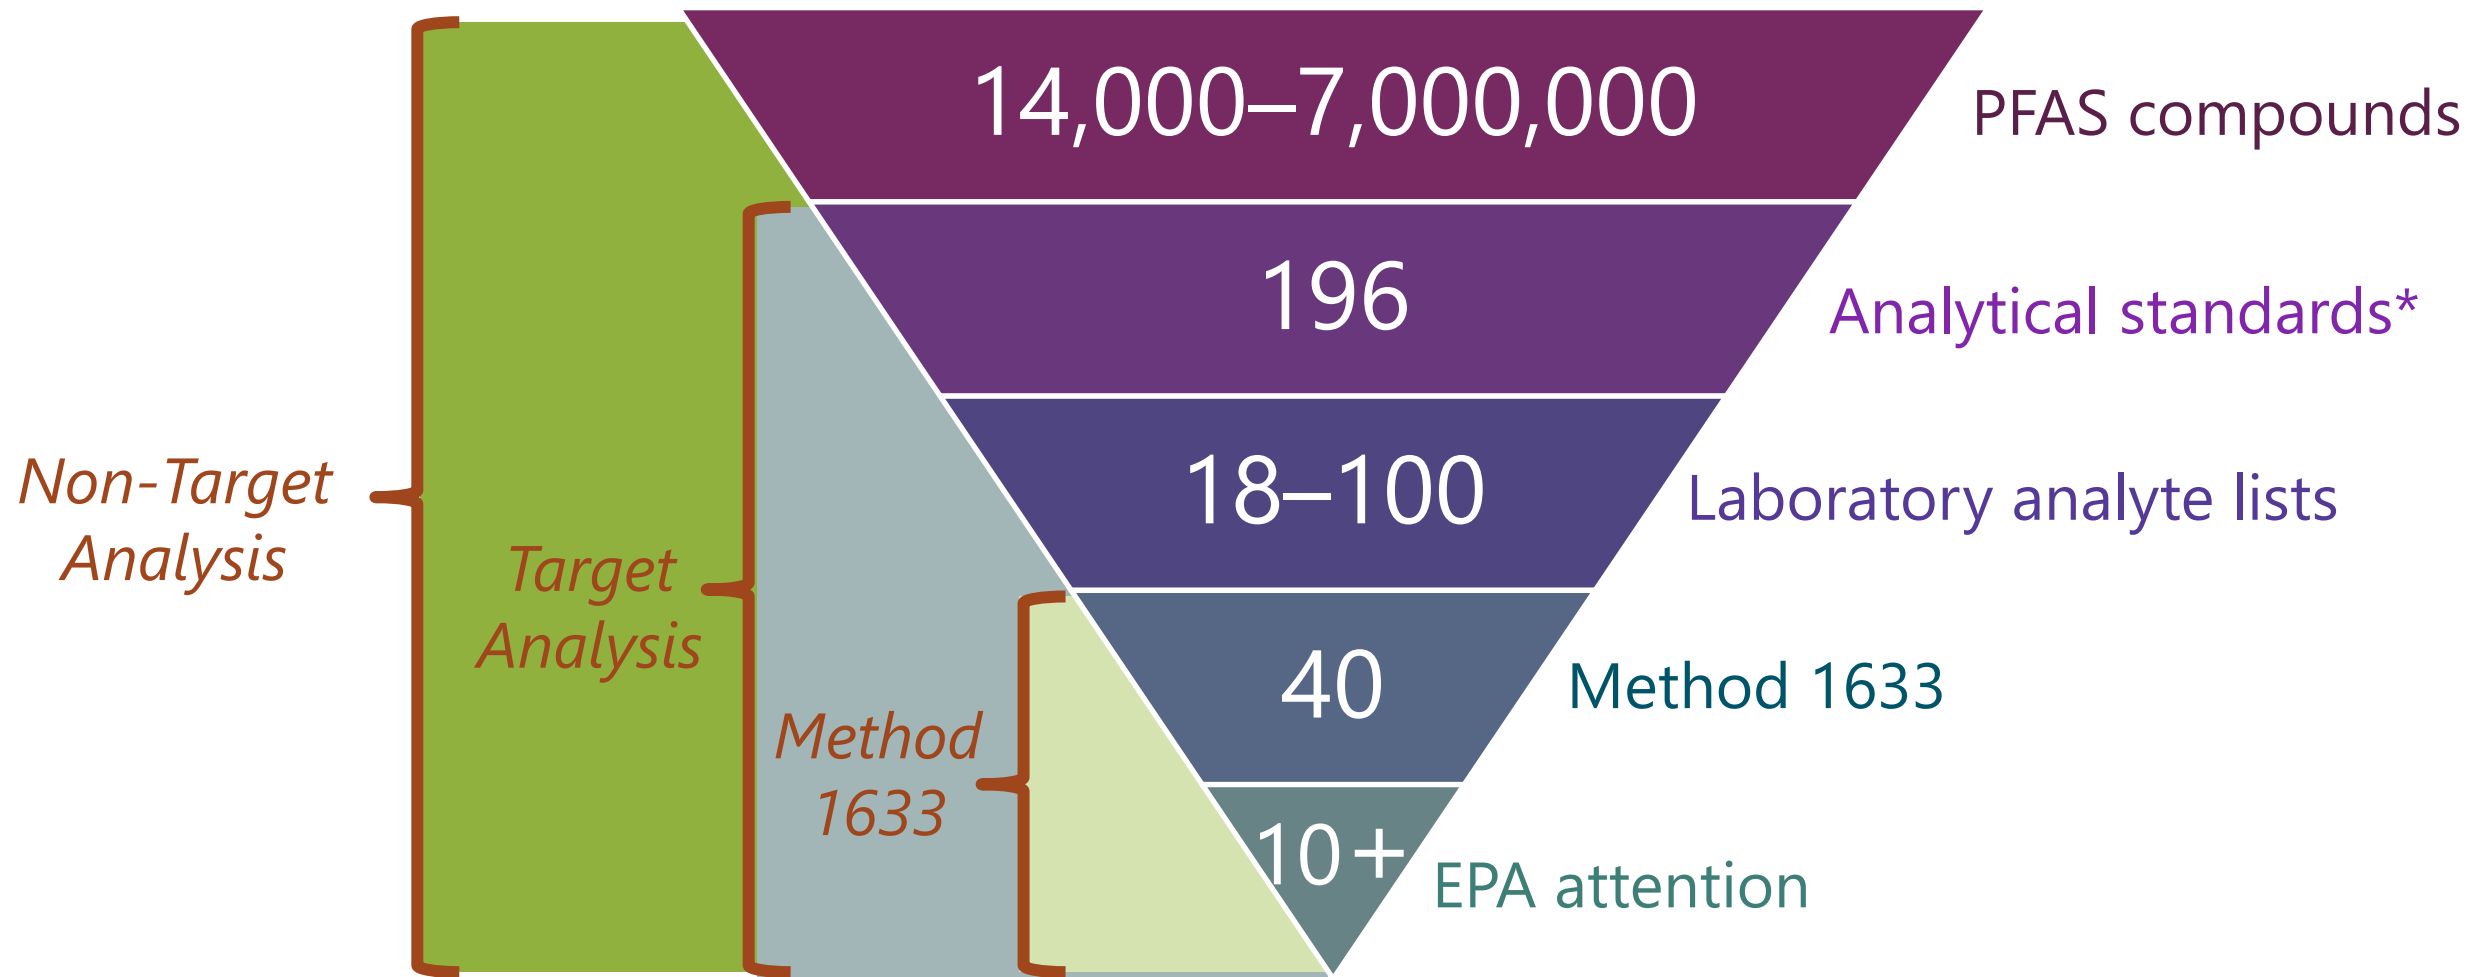 14,000–7,000,000
PFAS compounds
196
Analytical standards*
18–100
Laboratory analyte lists
40
Method 1633
10+
EPA attention
Non-Target
Analysis
Target
Analysis
Method
1633